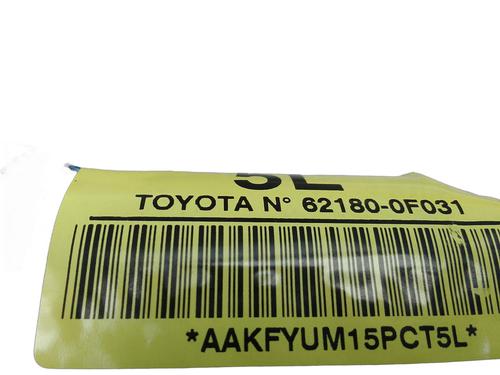 5L
TOYOTA N° 62180-0F031
*AAKFYUM15PCT5L*